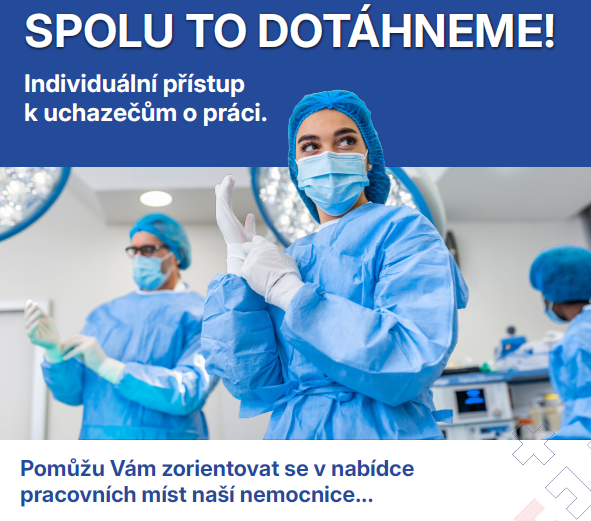 SPOLU TO DOTÁHNEME!
Individuální přístup
k uchazečům o práci.
Pomůžu Vám zorientovat se v nabídce
pracovních míst naší nemocnice...